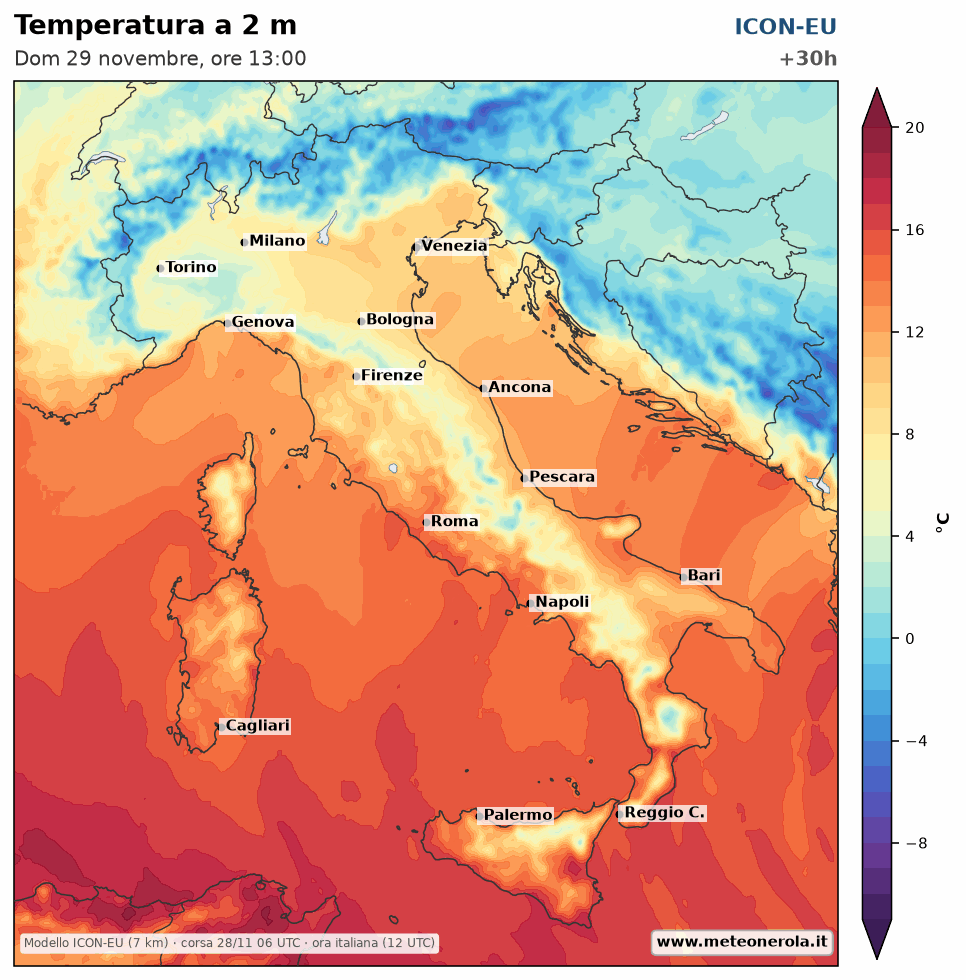 Temperatura a 2 m
ICON-EU
Dom 29 novembre, ore 13:00
+30h
Milano
Venezia
Torino
Genova
Bologna
Firenze
Ancona
Pescara
Roma
Bari
Napoli
Cagliari
Palermo
Reggio C.
20
16
12
8
4
0
−4
−8
°C
Modello ICON-EU (7 km) · corsa 28/11 06 UTC · ora italiana (12 UTC)
www.meteonerola.it